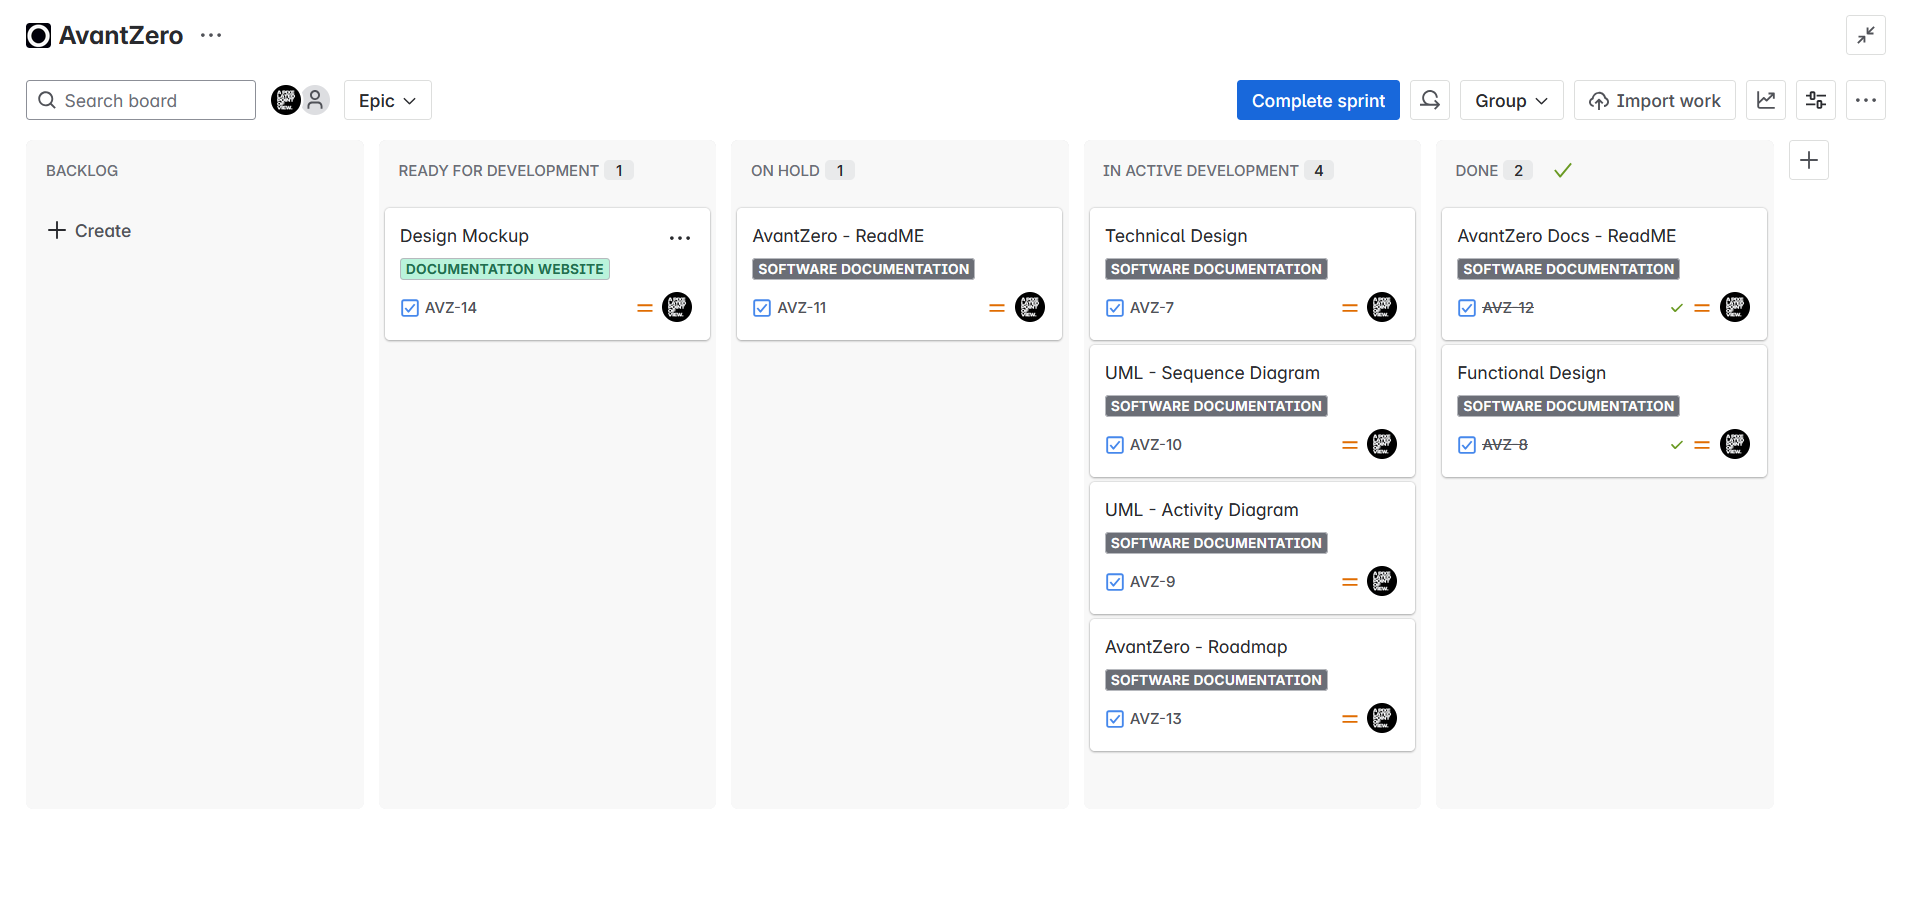 AvantZero
Search board
Epic
Complete sprint
Group
Import work
BACKLOG
Create
READY FOR DEVELOPMENT 1
Design Mockup
DOCUMENTATION WEBSITE
AVZ-14
ON HOLD 1
AvantZero - ReadME
SOFTWARE DOCUMENTATION
AVZ-11
IN ACTIVE DEVELOPMENT 4
Technical Design
SOFTWARE DOCUMENTATION
AVZ-7
UML - Sequence Diagram
SOFTWARE DOCUMENTATION
AVZ-10
UML - Activity Diagram
SOFTWARE DOCUMENTATION
AVZ-9
AvantZero - Roadmap
SOFTWARE DOCUMENTATION
AVZ-13
DONE 2
AvantZero Docs - ReadME
SOFTWARE DOCUMENTATION
AVZ-12
Functional Design
SOFTWARE DOCUMENTATION
AVZ-8